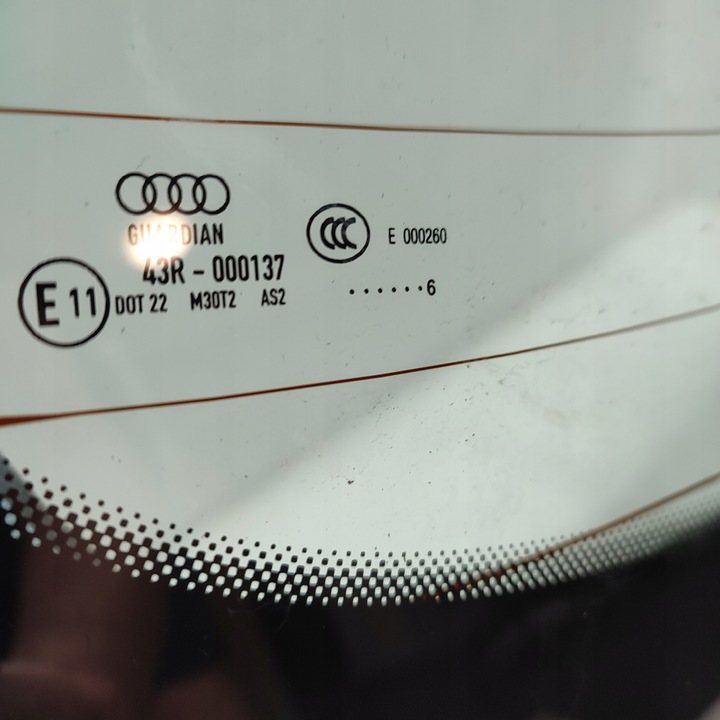 GUARDIAN
43R - 000137
E 11
DOT 22 M30T2 AS2
CCC
E 000260
......6